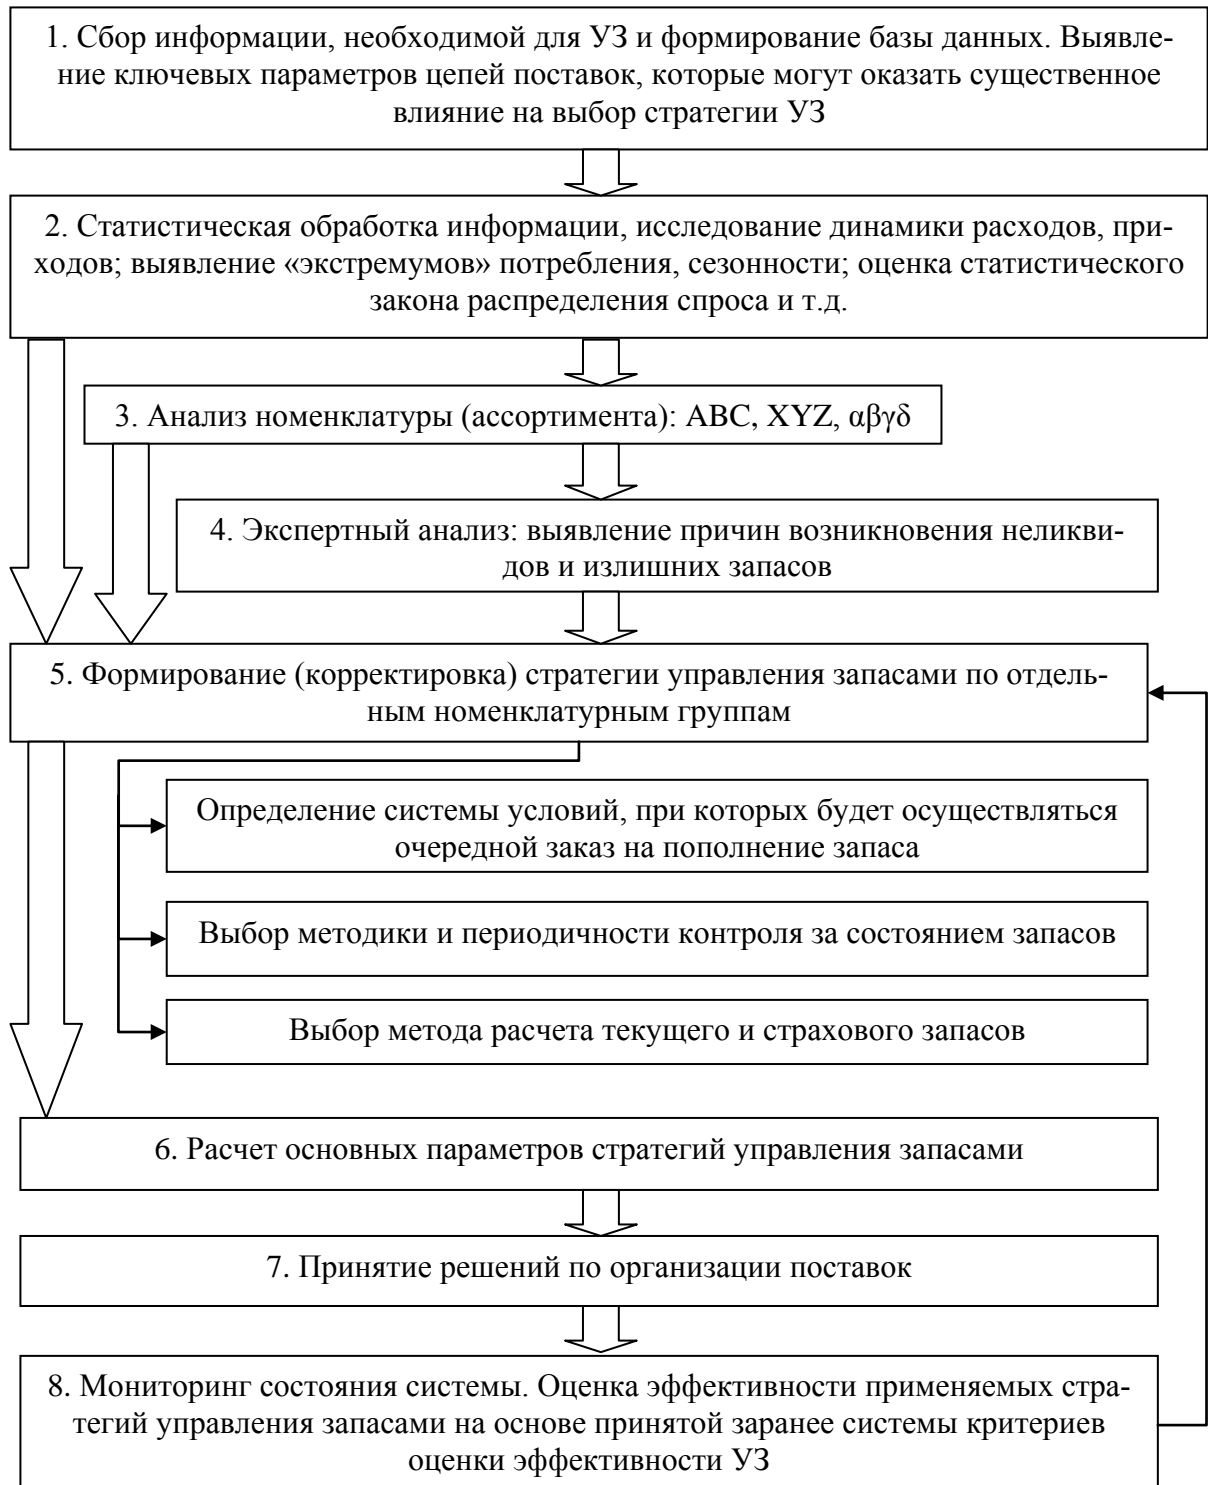 1. Сбор информации, необходимой для УЗ и формирование базы данных. Выявле-
ние ключевых параметров цепей поставок, которые могут оказать существенное
влияние на выбор стратегии УЗ
2. Статистическая обработка информации, исследование динамики расходов, при-
ходов; выявление «экстремумов» потребления, сезонности; оценка статистического
закона распределения спроса и т.д.
3. Анализ номенклатуры (ассортимента): ABC, XYZ, αβγδ
4. Экспертный анализ: выявление причин возникновения неликви-
дов и излишних запасов
5. Формирование (корректировка) стратегии управления запасами по отдель-
ным номенклатурным группам
Определение системы условий, при которых будет осуществляться
очередной заказ на пополнение запаса
Выбор методики и периодичности контроля за состоянием запасов
Выбор метода расчета текущего и страхового запасов
6. Расчет основных параметров стратегий управления запасами
7. Принятие решений по организации поставок
8. Мониторинг состояния системы. Оценка эффективности применяемых стра-
тегий управления запасами на основе принятой заранее системы критериев
оценки эффективности УЗ